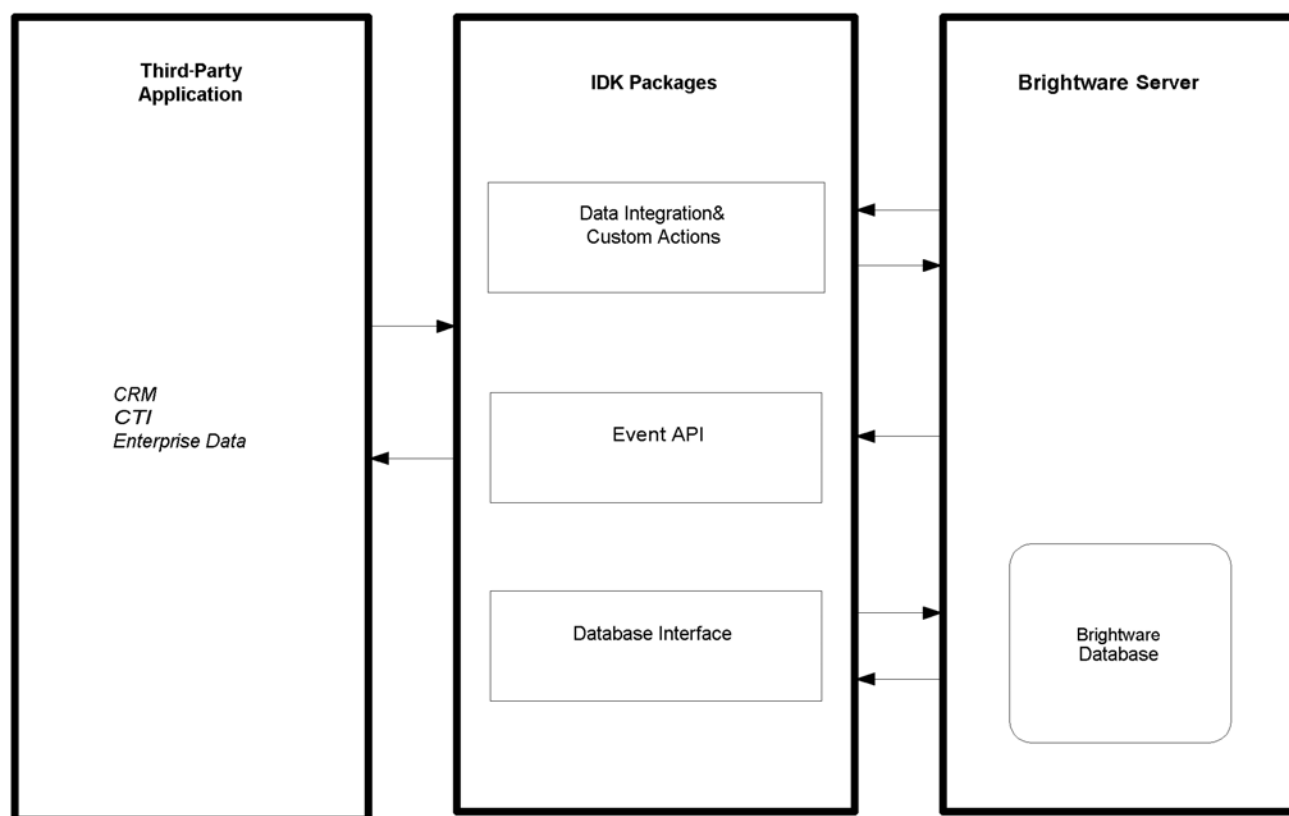 Third-Party
Application
IDK Packages
Brightware Server
Data Integration&
Custom Actions
CRM
CTI
Enterprise Data
Event API
Database Interface
Brightware
Database